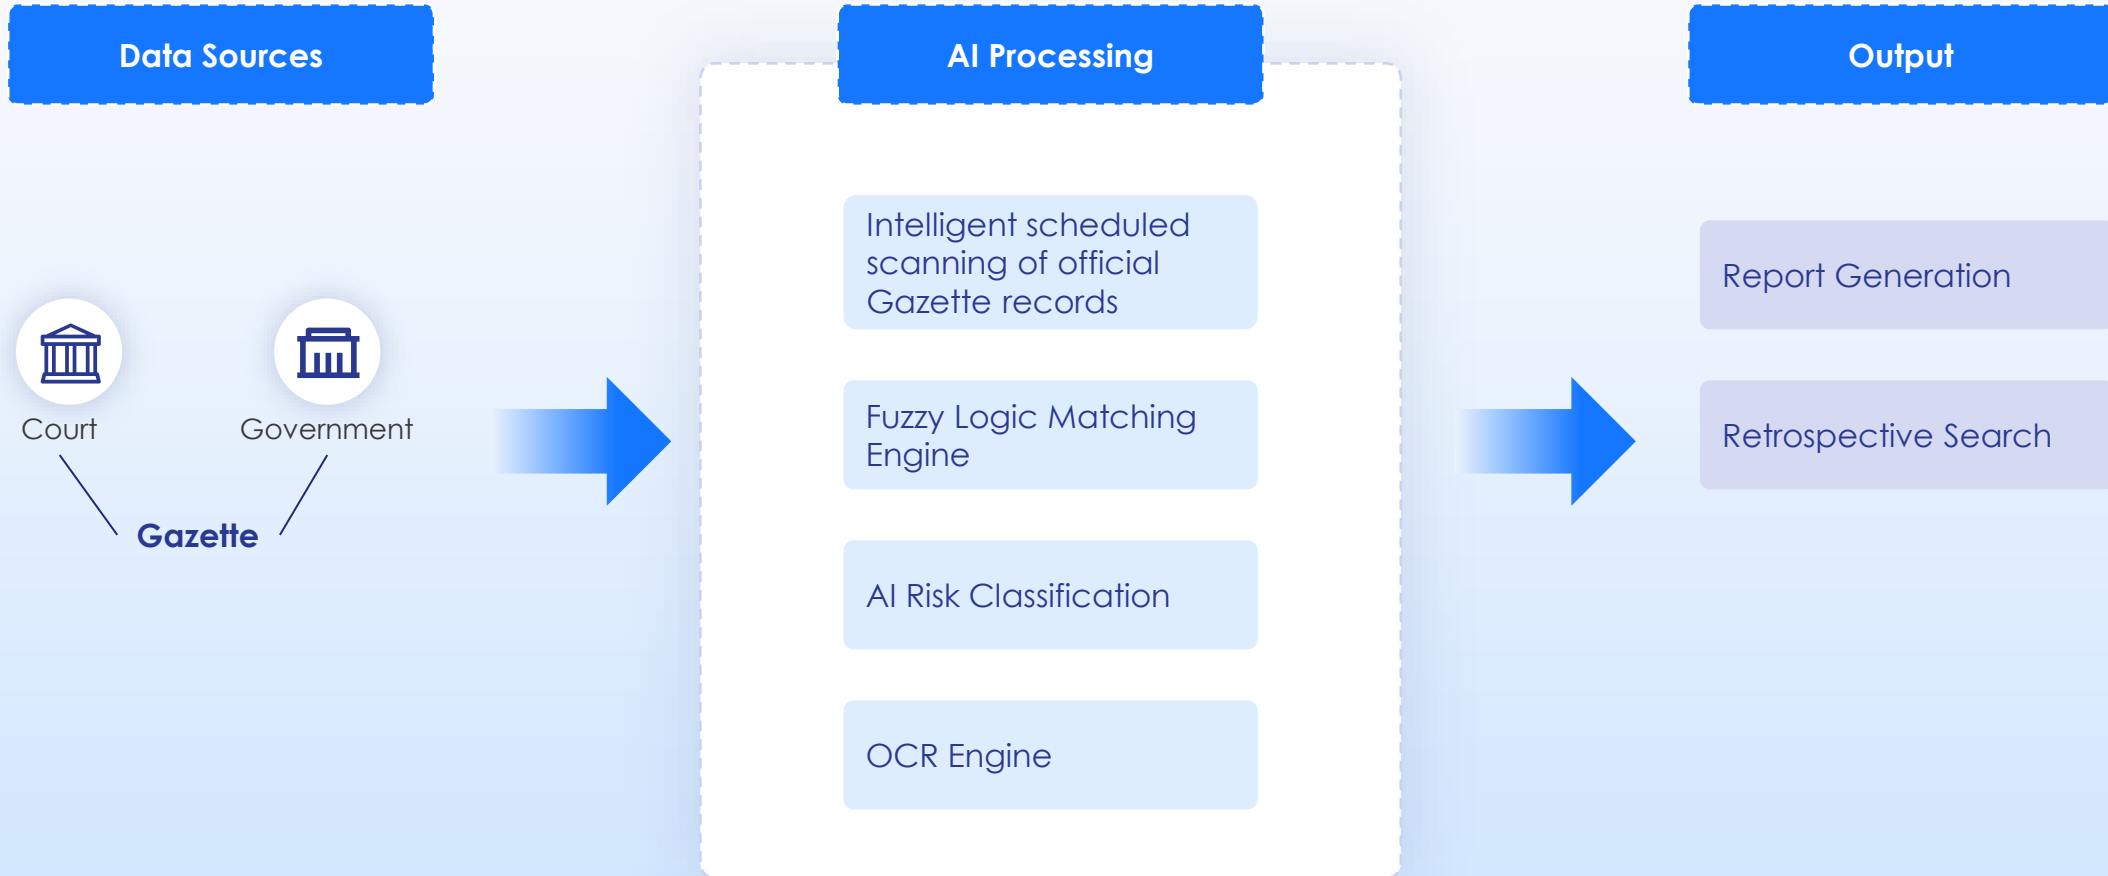 Data Sources
AI Processing
Output
Court
Government
Gazette
Intelligent scheduled
scanning of official
Gazette records
Fuzzy Logic Matching
Engine
AI Risk Classification
OCR Engine
Report Generation
Retrospective Search